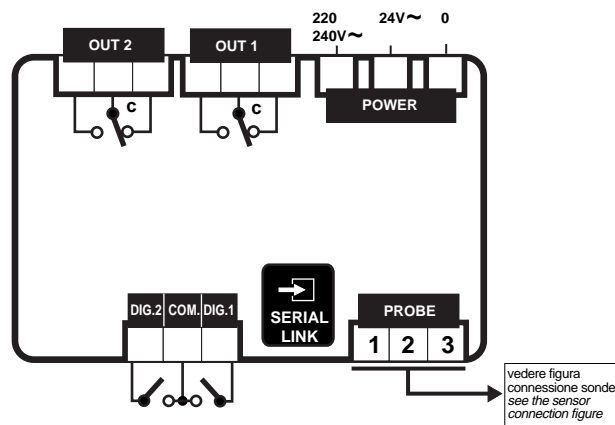 220
240V~
24V~
0
OUT 2
OUT 1
POWER
c
c
DIG.2 COM. DIG.1
SERIAL
LINK
PROBE
1 2 3
vedere figura
connessione sonde
see the sensor
connection figure